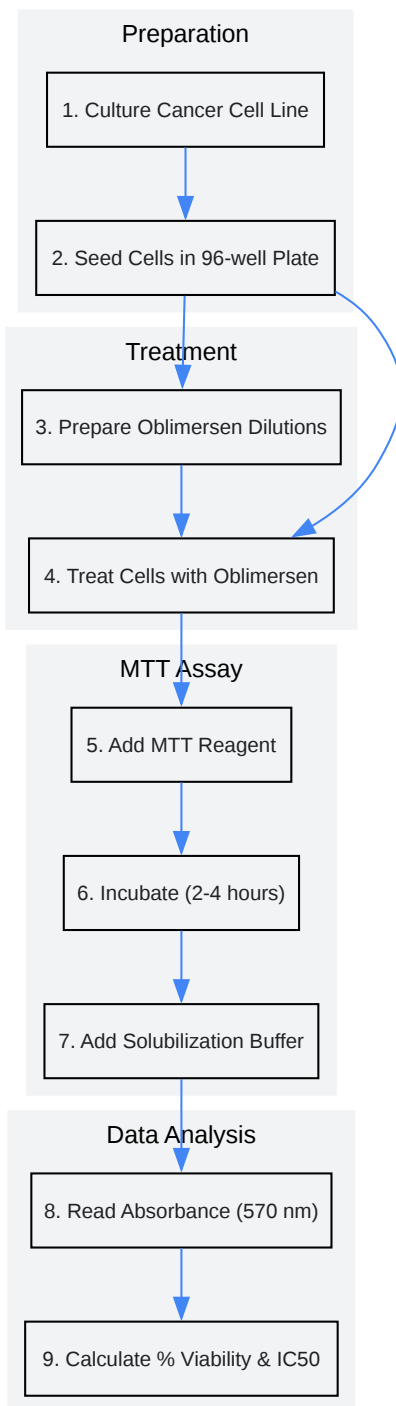 Preparation
1. Culture Cancer Cell Line
2. Seed Cells in 96-well Plate
Treatment
3. Prepare Oblimersen Dilutions
4. Treat Cells with Oblimersen
MTT Assay
5. Add MTT Reagent
6. Incubate (2-4 hours)
7. Add Solubilization Buffer
Data Analysis
8. Read Absorbance (570 nm)
9. Calculate % Viability & IC50